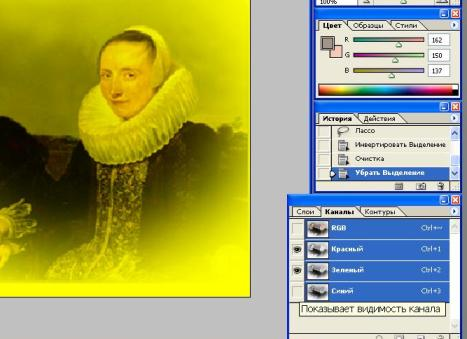 100%
Цвет Образцы Стили
R 162
G 150
B 137
История Действия
Лассо
Инвертировать Выделение
Очистка
Убрать Выделение
Слои Каналы Контуры
RGB Ctrl+~
Красный Ctrl+1
Зеленый Ctrl+2
Синий Ctrl+3
Показывает видимость канала